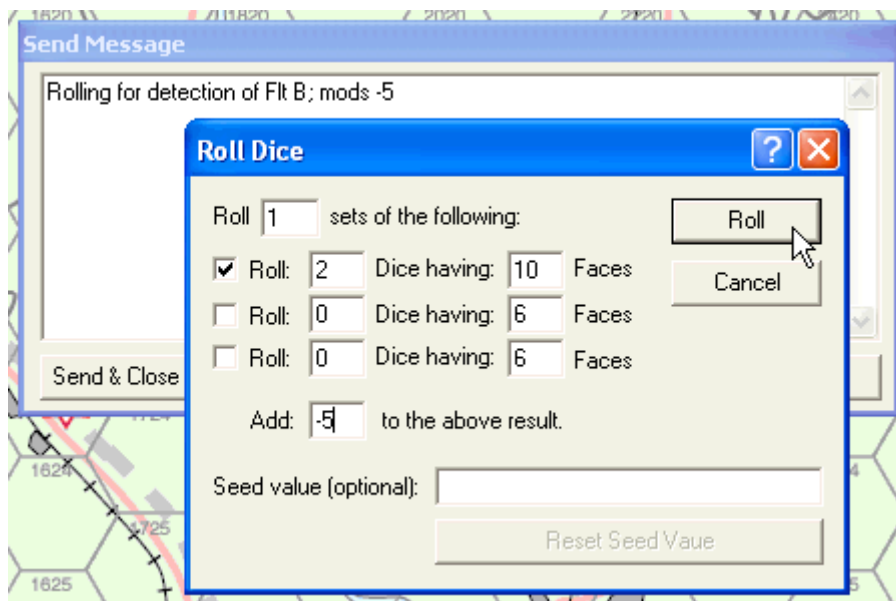 1620
1820
2020
2220
2420
Send Message
Rolling for detection of Flt B; mods -5
Roll Dice
Roll 1 sets of the following:
Roll
Roll: 2 Dice having: 10 Faces
Cancel
Roll: 0 Dice having: 6 Faces
Roll: 0 Dice having: 6 Faces
Send & Close
Add: -5 to the above result.
1624
Seed value (optional):
1725
Reset Seed Vaue
1625